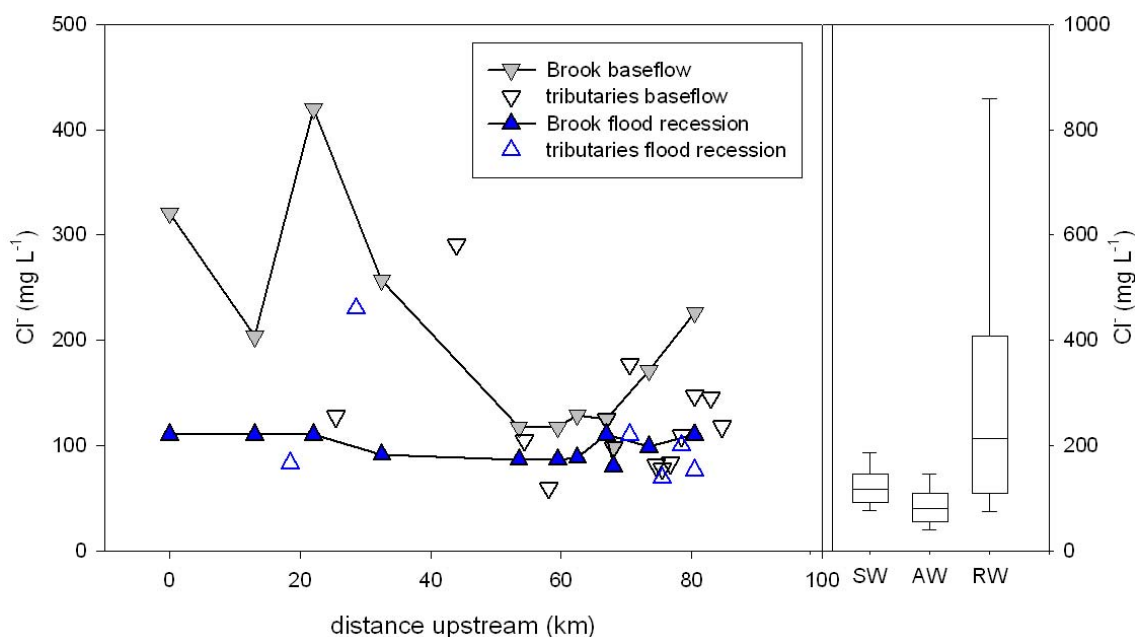 500
400
300
200
100
0
Cl⁻ (mg L⁻¹)
Brook baseflow
tributaries baseflow
Brook flood recession
tributaries flood recession
1000
800
600
400
200
0
Cl⁻ (mg L⁻¹)
0 20 40 60 80 100 SW AW RW
distance upstream (km)